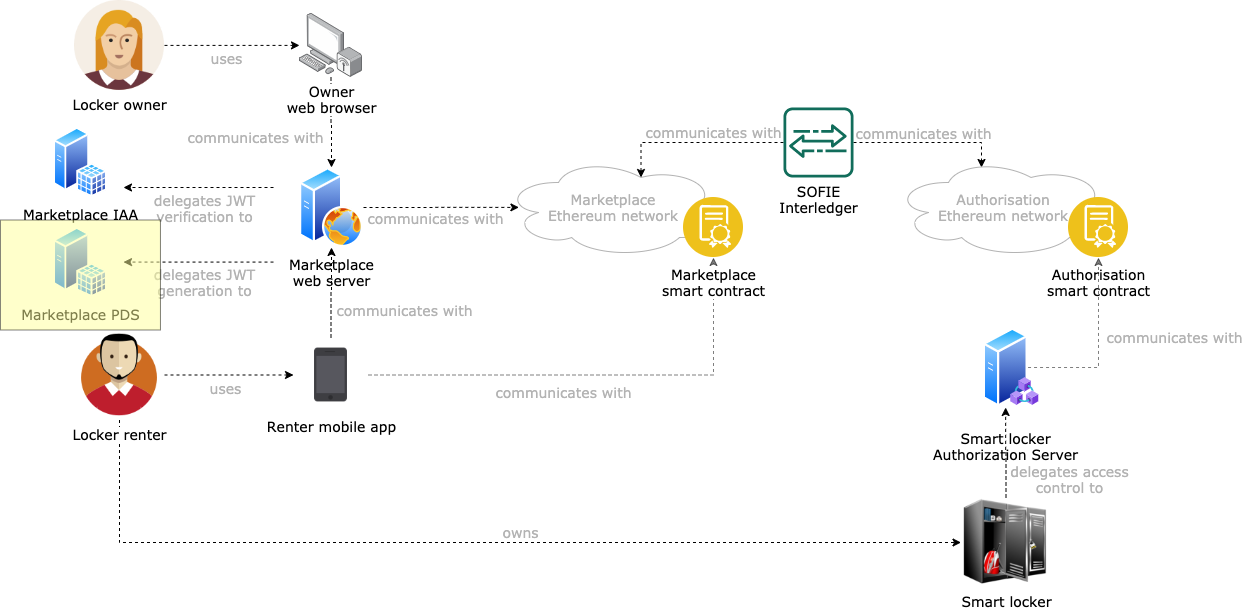 Locker owner
uses
Owner
web browser
communicates with
Marketplace IAA
delegates JWT
verification to
Marketplace PDS
delegates JWT
generation to
Marketplace
web server
communicates with
Marketplace
Ethereum network
communicates with
SOFIE
Interledger
communicates with
Authorisation
Ethereum network
Marketplace
smart contract
Authorisation
smart contract
communicates with
Locker renter
uses
Renter mobile app
communicates with
communicates with
Smart locker
Authorization Server
delegates access
control to
owns
Smart locker